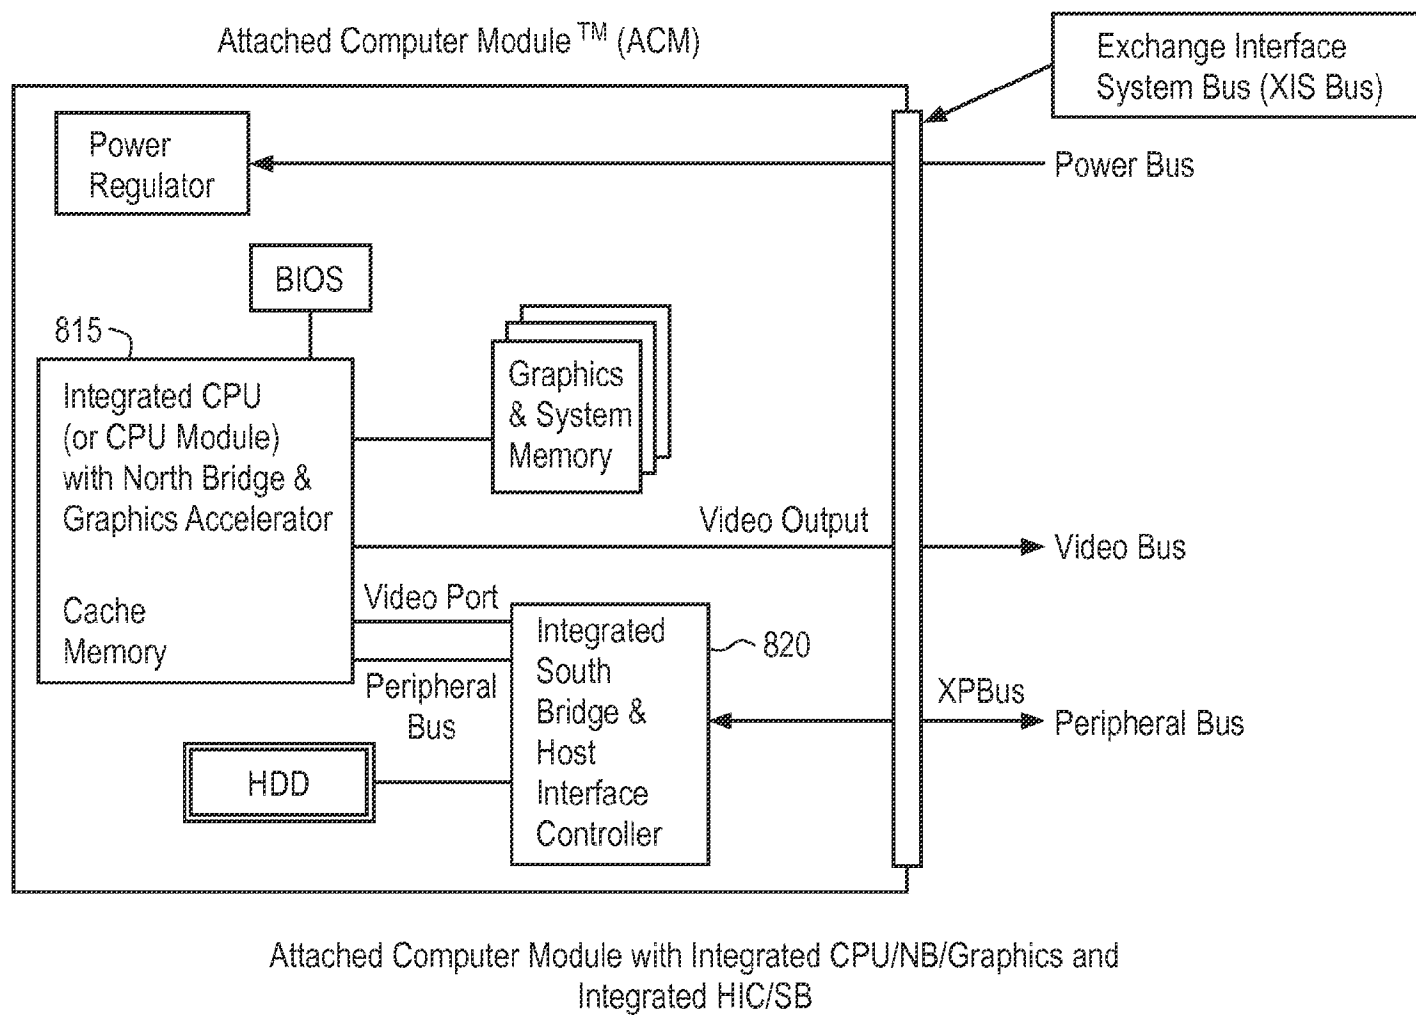 Attached Computer Module™ (ACM)
Exchange Interface
System Bus (XIS Bus)
Power
Regulator
Power Bus
BIOS
815
Integrated CPU
(or CPU Module)
with North Bridge &
Graphics Accelerator
Cache
Memory
Graphics
& System
Memory
Video Output
Video Bus
Video Port
Peripheral
Bus
Integrated
South
Bridge &
Host
Interface
Controller
820
XPBus
Peripheral Bus
HDD
Attached Computer Module with Integrated CPU/NB/Graphics and
Integrated HIC/SB